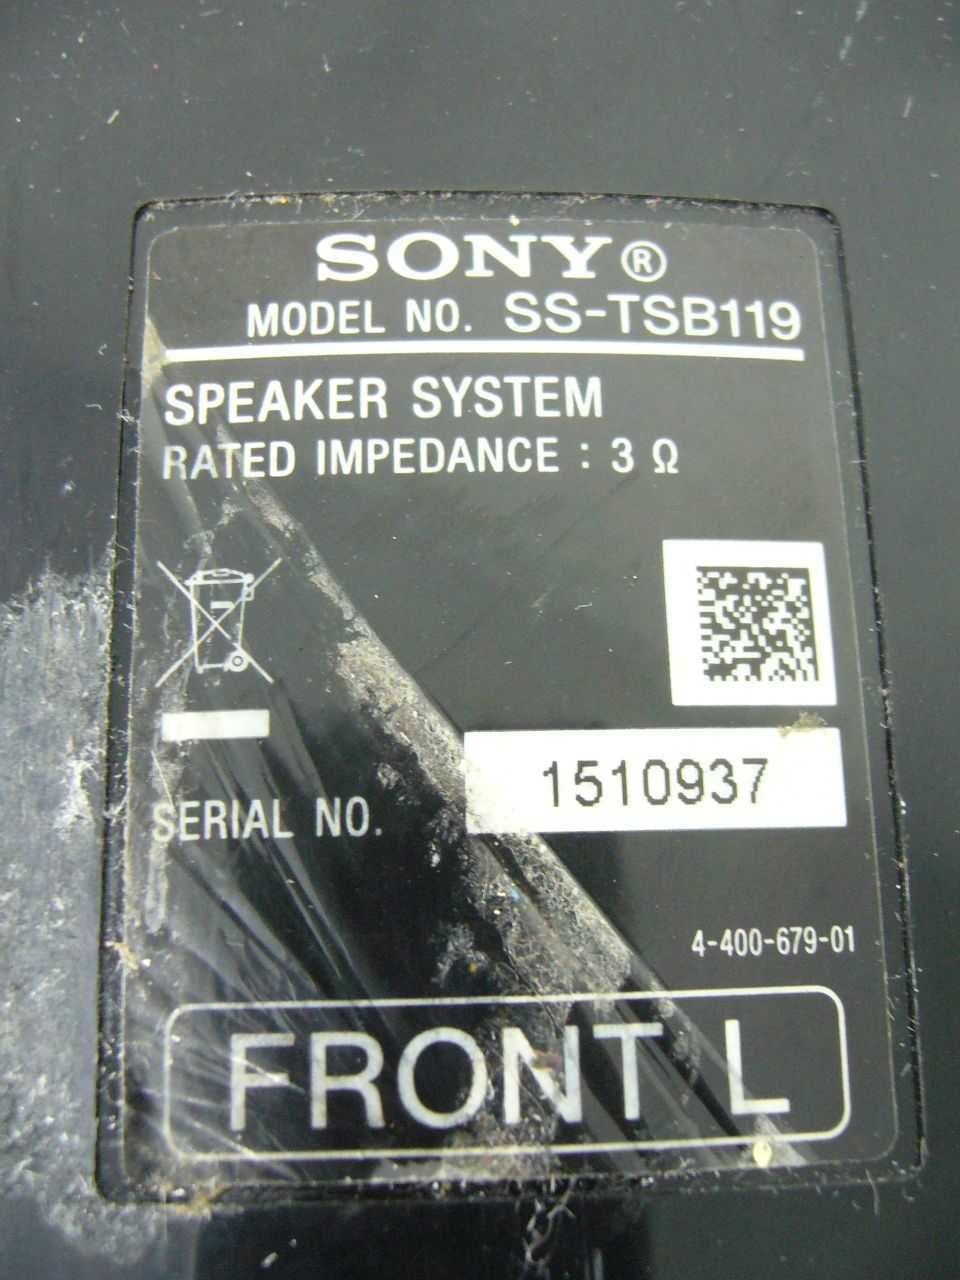 SONY®
MODEL NO. SS-TSB119
SPEAKER SYSTEM
RATED IMPEDANCE : 3 Ω
SERIAL NO. 1510937
4-400-679-01
FRONT L